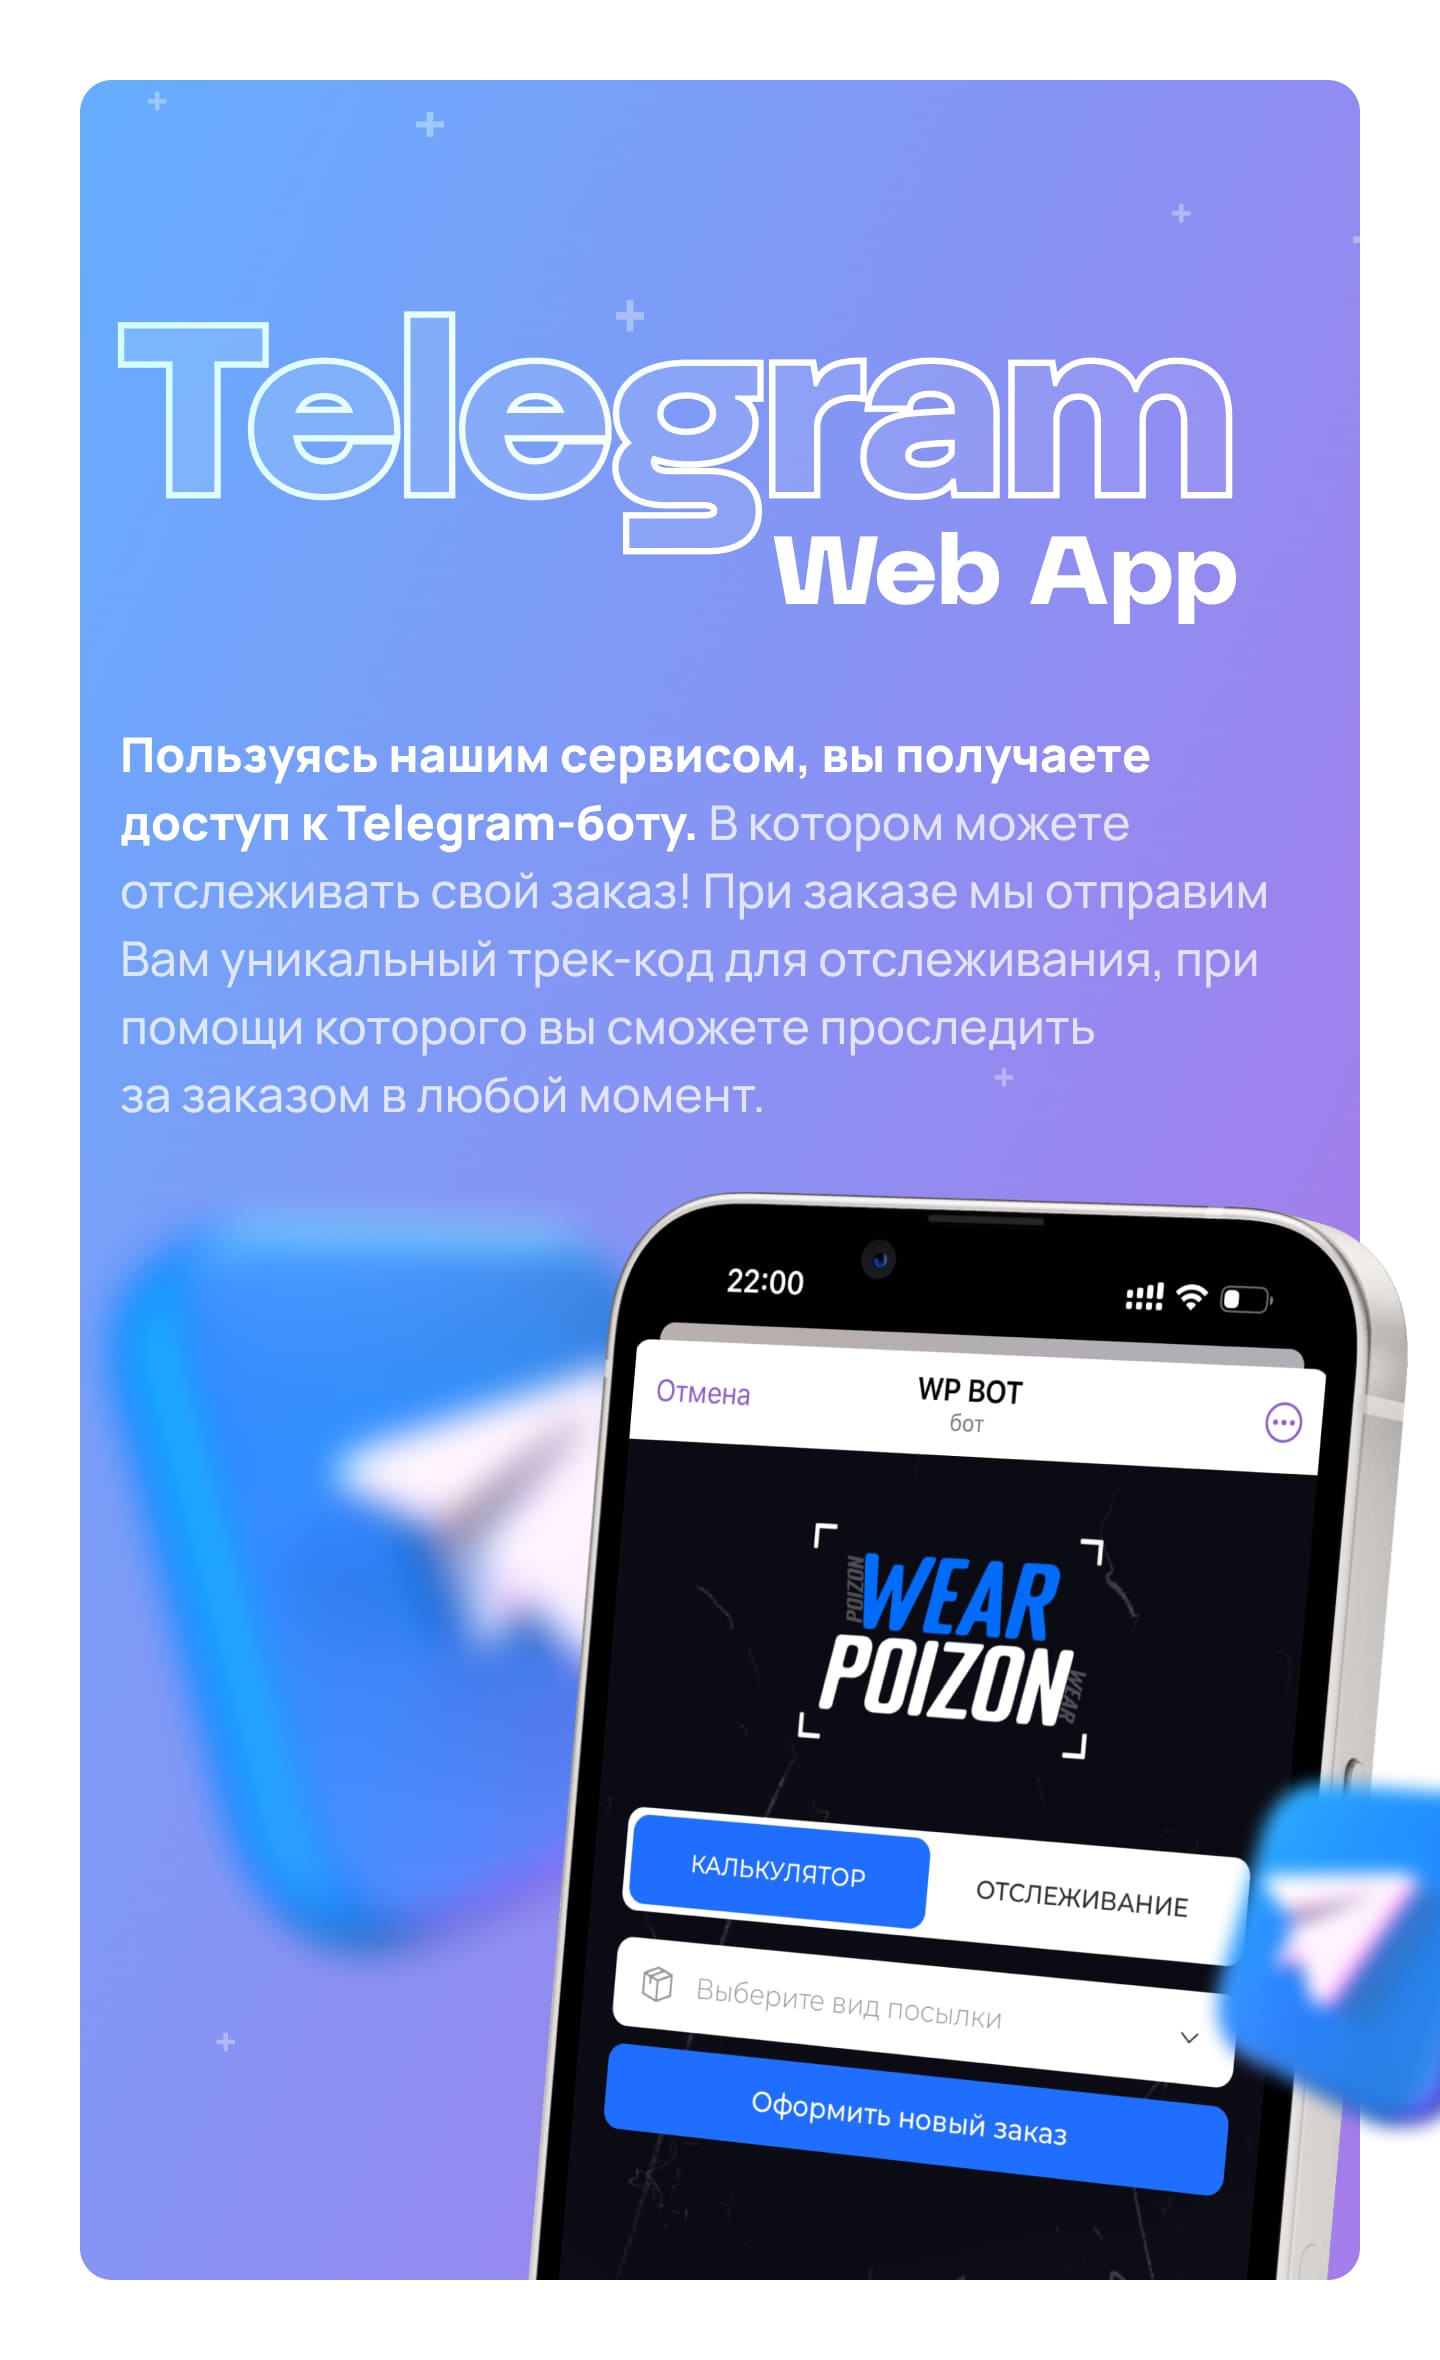 Telegram
Web App
Пользуясь нашим сервисом, вы получаете
доступ к Telegram-боту. В котором можете
отслеживать свой заказ! При заказе мы отправим
Вам уникальный трек-код для отслеживания, при
помощи которого вы сможете проследить
за заказом в любой момент.
22:00
Отмена
WP BOT
бот
POIZON
WEAR
POIZON
WEAR
КАЛЬКУЛЯТОР
ОТСЛЕЖИВАНИЕ
Выберите вид посылки
Оформить новый заказ